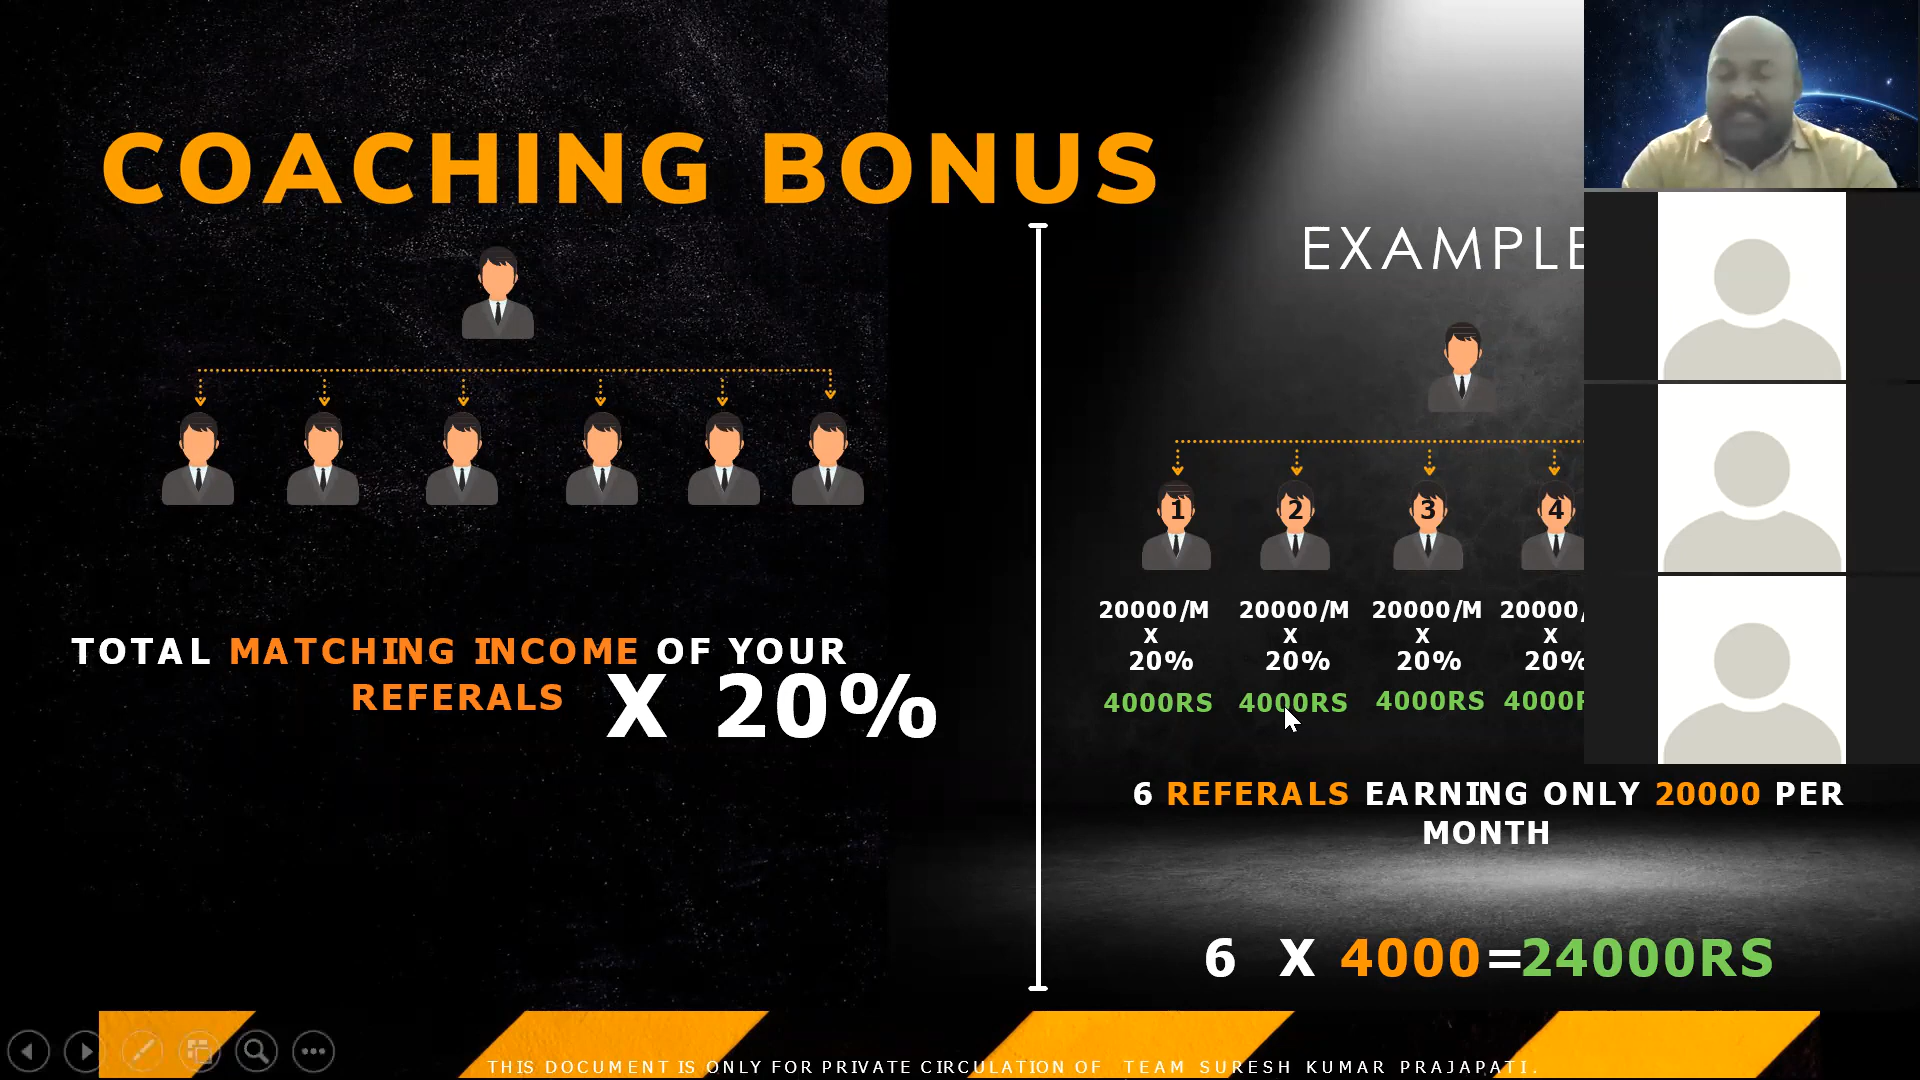 COACHING BONUS
TOTAL MATCHING INCOME OF YOUR
REFERALS X 20%
EXAMPLE
1 2 3 4
20000/M 20000/M 20000/M 20000/
X X X X
20% 20% 20% 20%
4000RS 4000RS 4000RS 4000R
6 REFERALS EARNING ONLY 20000 PER
MONTH
6 X 4000=24000RS
THIS DOCUMENT IS ONLY FOR PRIVATE CIRCULATION OF TEAM SURESH KUMAR PRAJAPATI.